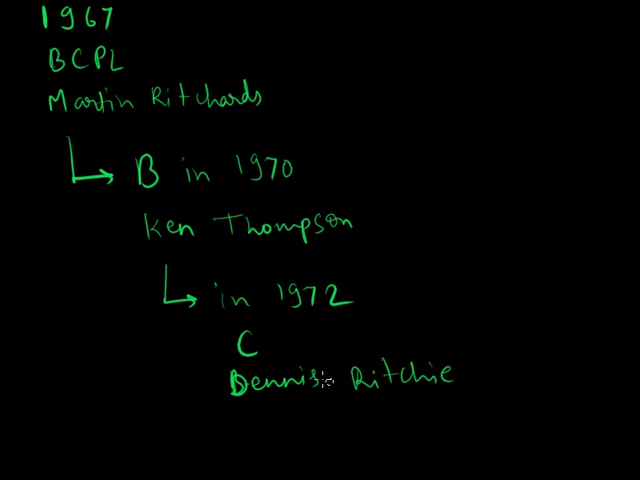 1967
BCPL
Martin Ritchards
B in 1970
Ken Thompson
in 1972
C
Dennis Ritchie